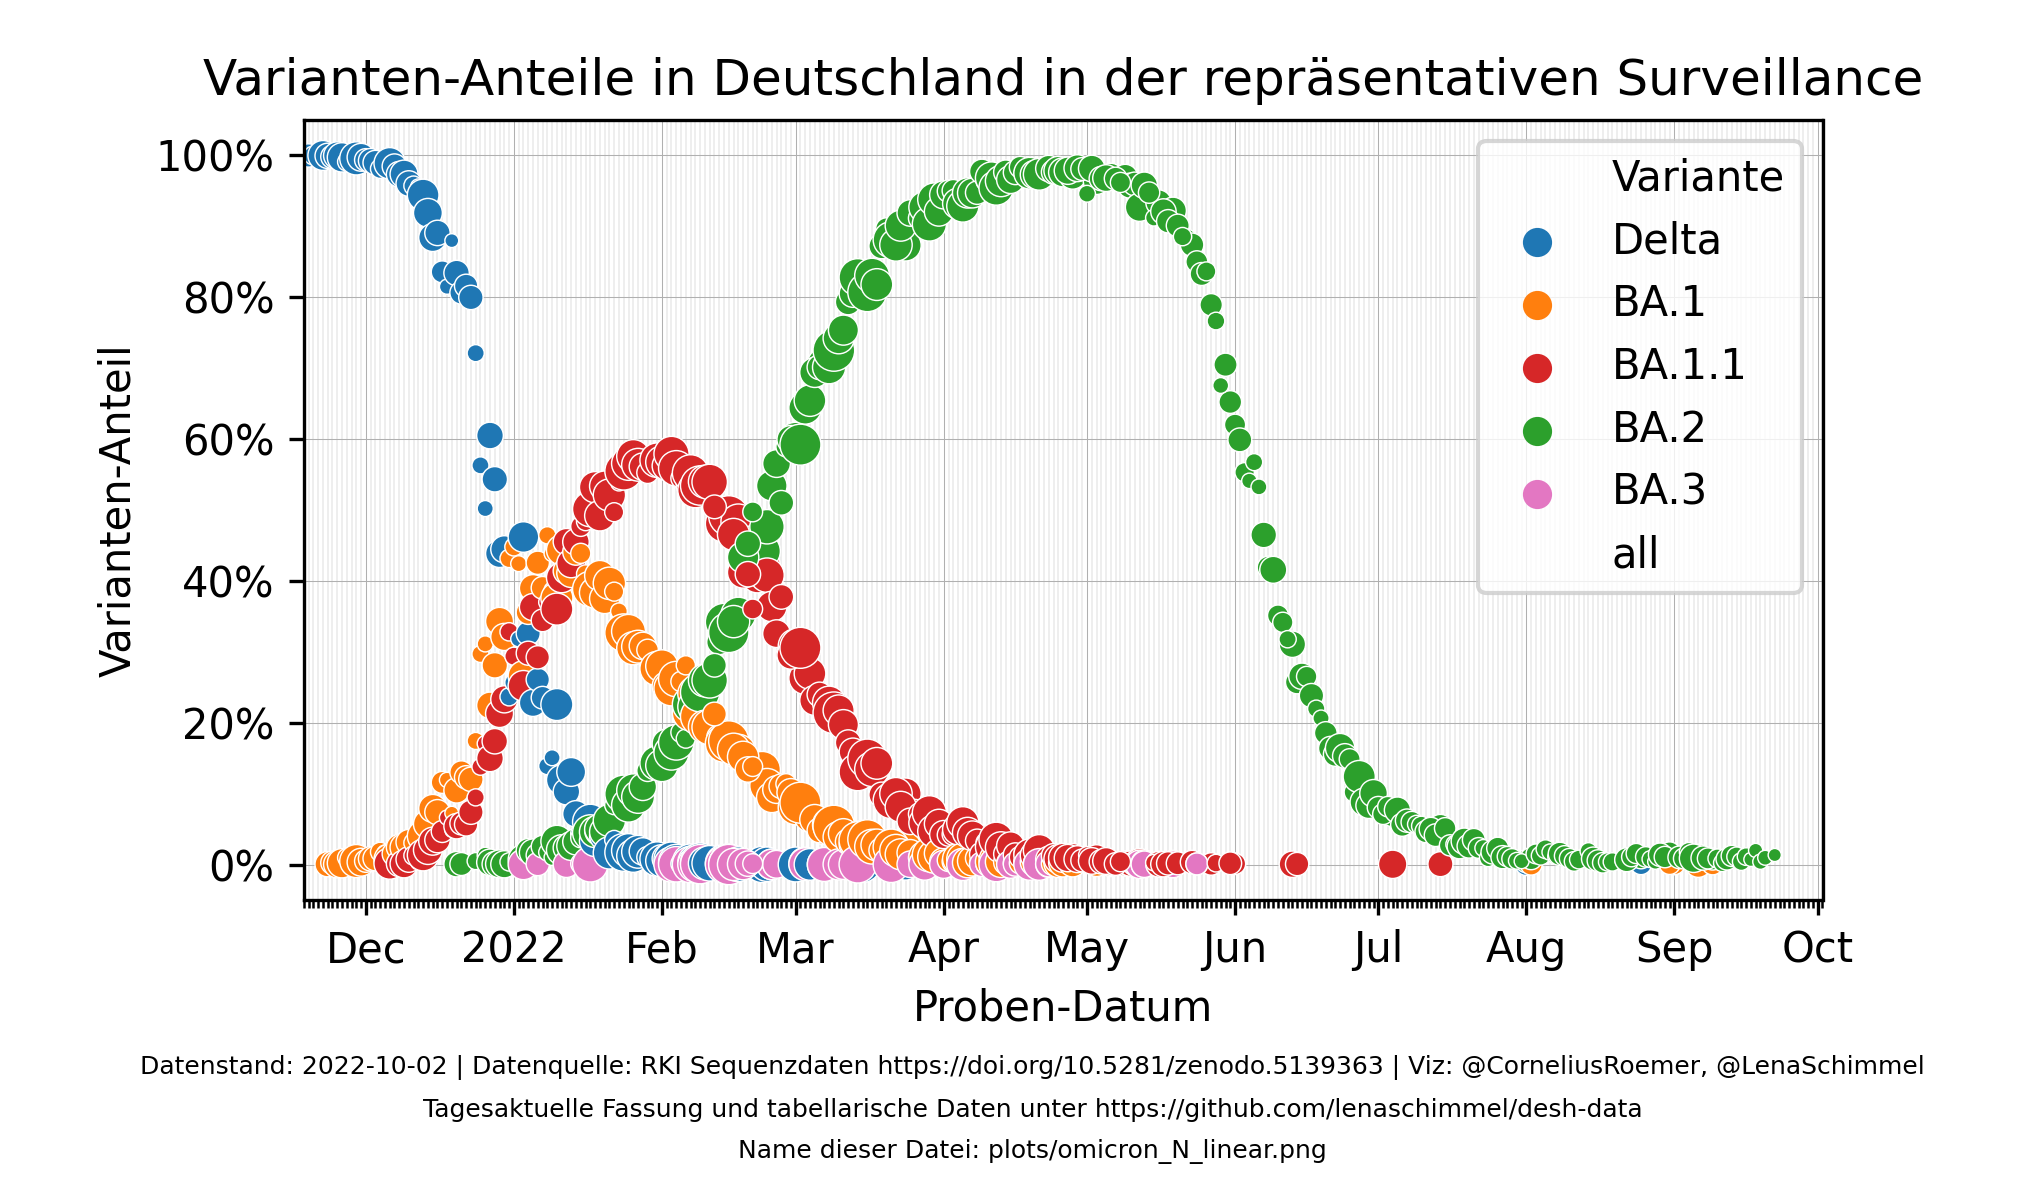 Varianten-Anteile in Deutschland in der repräsentativen Surveillance
Varianten-Anteil
100%
80%
60%
40%
20%
0%
Variante
Delta
BA.1
BA.1.1
BA.2
BA.3
all
Dec 2022 Feb Mar Apr May Jun Jul Aug Sep Oct
Proben-Datum
Datenstand: 2022-10-02 | Datenquelle: RKI Sequenzdaten https://doi.org/10.5281/zenodo.5139363 | Viz: @CorneliusRoemer, @LenaSchimmel
Tagesaktuelle Fassung und tabellarische Daten unter https://github.com/lenaschimmel/desh-data
Name dieser Datei: plots/omicron_N_linear.png